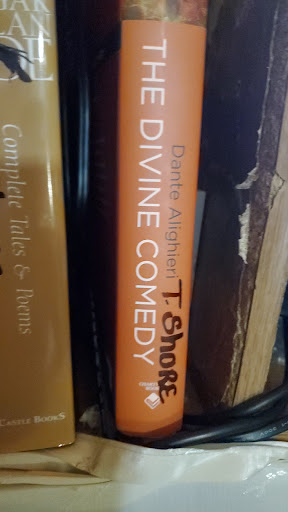 Complete Tales & Poems
CASTLE BOOKS
THE DIVINE COMEDY
Dante Alighieri
T. SHORE